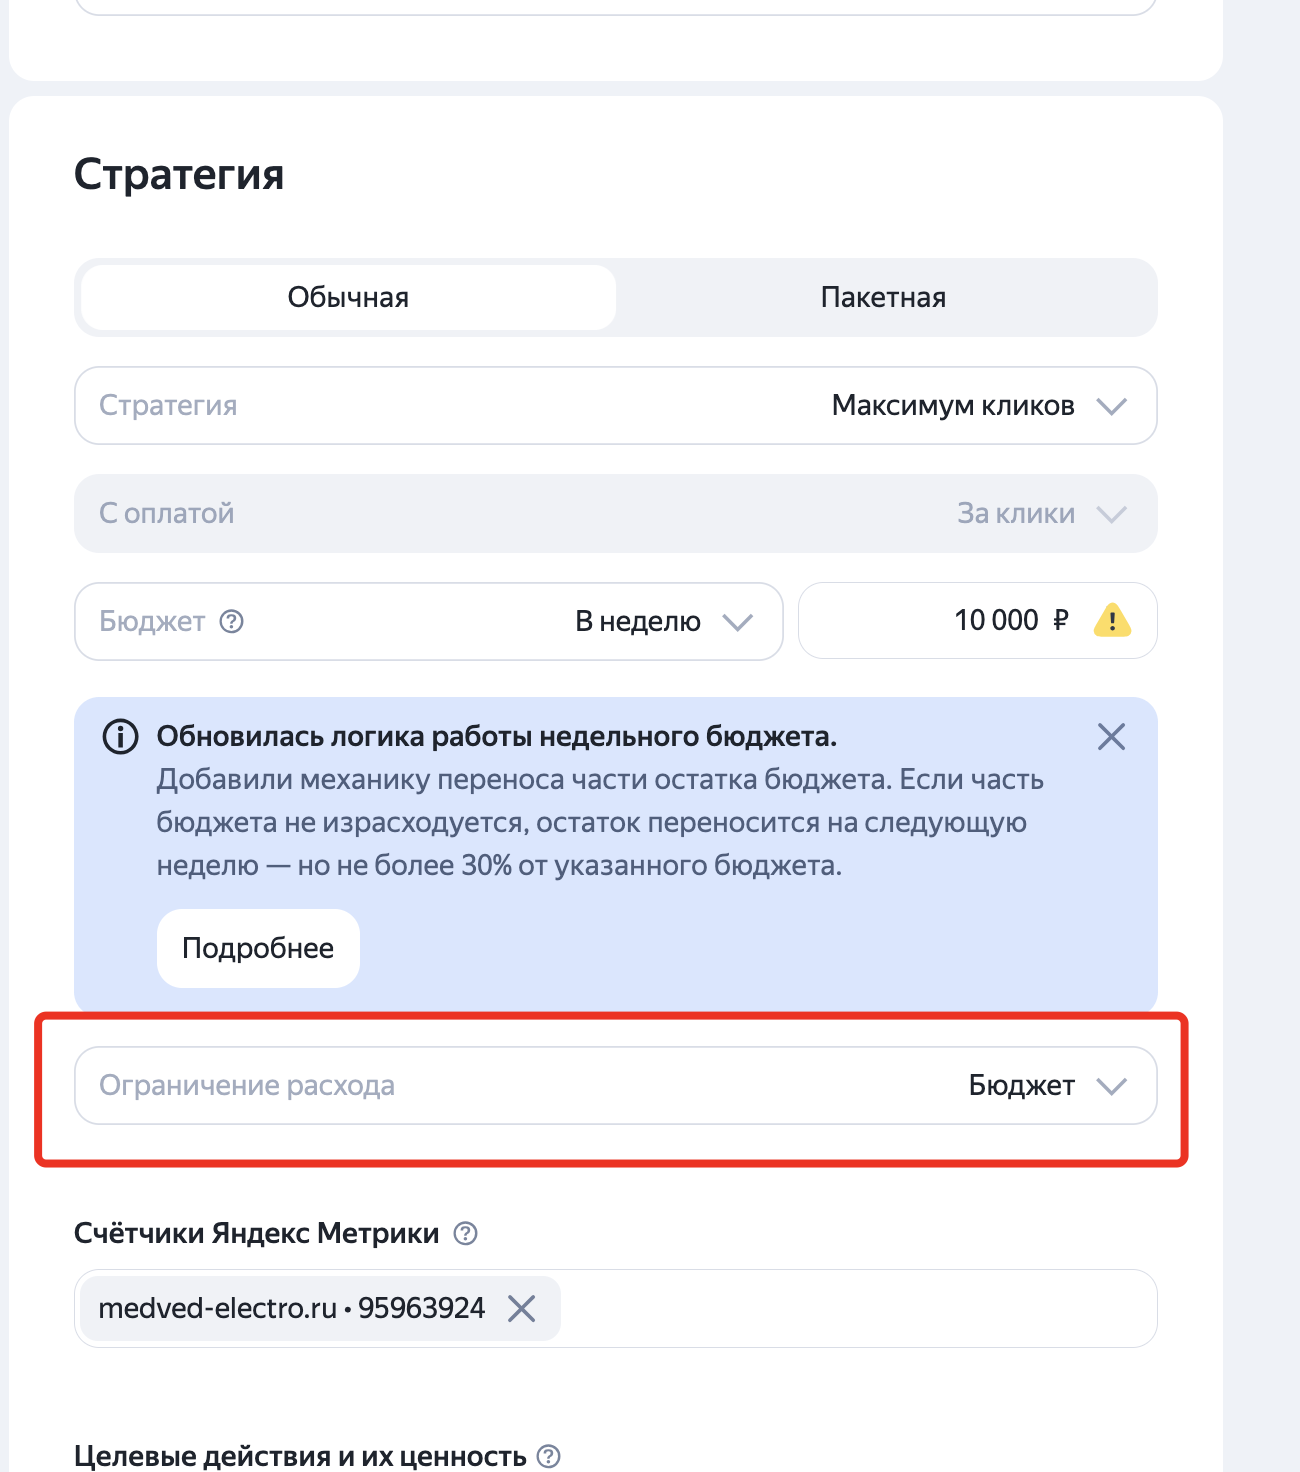 Стратегия
Обычная
Пакетная
Стратегия
Максимум кликов
С оплатой
За клики
Бюджет
В неделю
10 000 ₽
Обновилась логика работы недельного бюджета.
Добавили механику переноса части остатка бюджета. Если часть
бюджета не израсходуется, остаток переносится на следующую
неделю — но не более 30% от указанного бюджета.
Подробнее
Ограничение расхода
Бюджет
Счётчики Яндекс Метрики
medved-electro.ru • 95963924
Целевые действия и их ценность